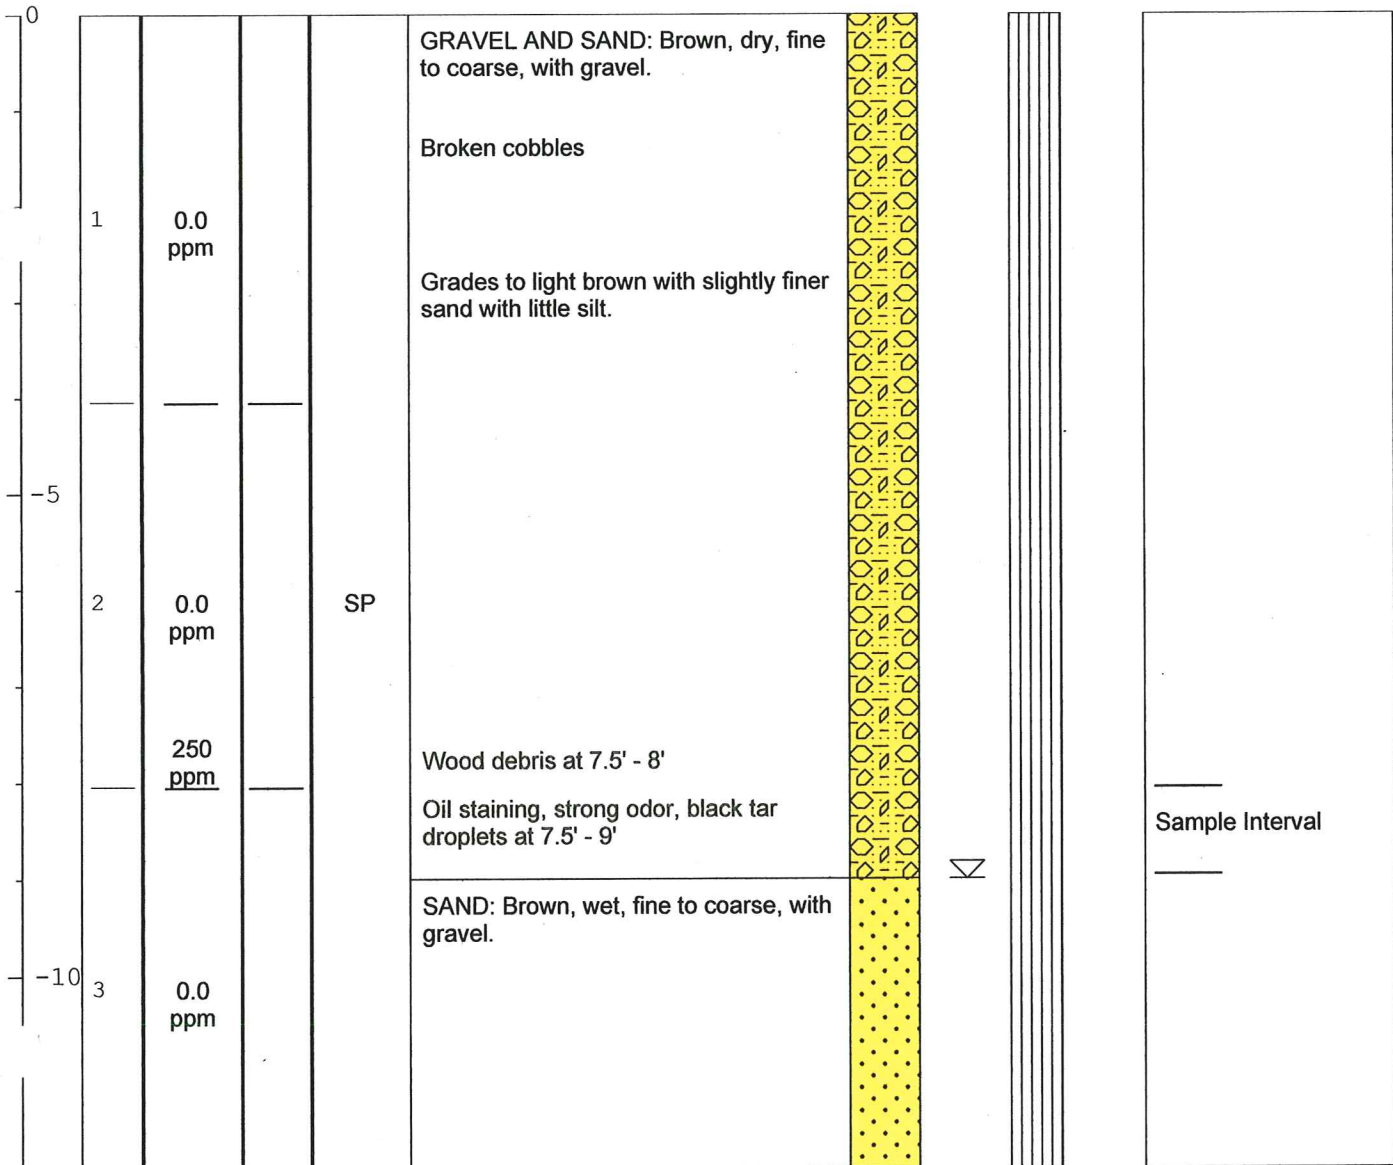 0
GRAVEL AND SAND: Brown, dry, fine
to coarse, with gravel.
Broken cobbles
1
0.0
ppm
Grades to light brown with slightly finer
sand with little silt.
-5
2
0.0
ppm
SP
250
ppm
Wood debris at 7.5' - 8'
Oil staining, strong odor, black tar
droplets at 7.5' - 9'
Sample Interval
SAND: Brown, wet, fine to coarse, with
gravel.
-10
3
0.0
ppm